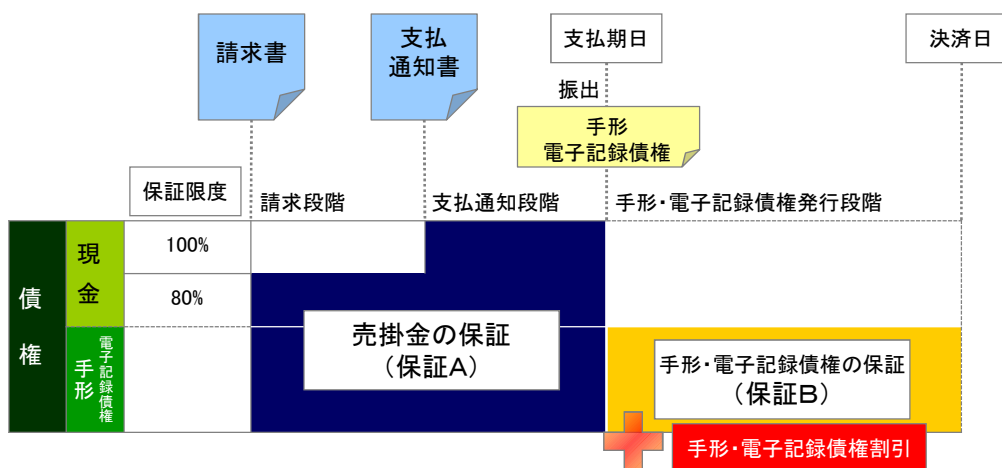 請求書
支払
通知書
支払期日
決済日
振出
手形
電子記録債権
保証限度
請求段階
支払通知段階
手形・電子記録債権発行段階
債権
現金
100%
80%
手形
電子記録債権
売掛金の保証
（保証A）
手形・電子記録債権の保証
（保証B）
手形・電子記録債権割引